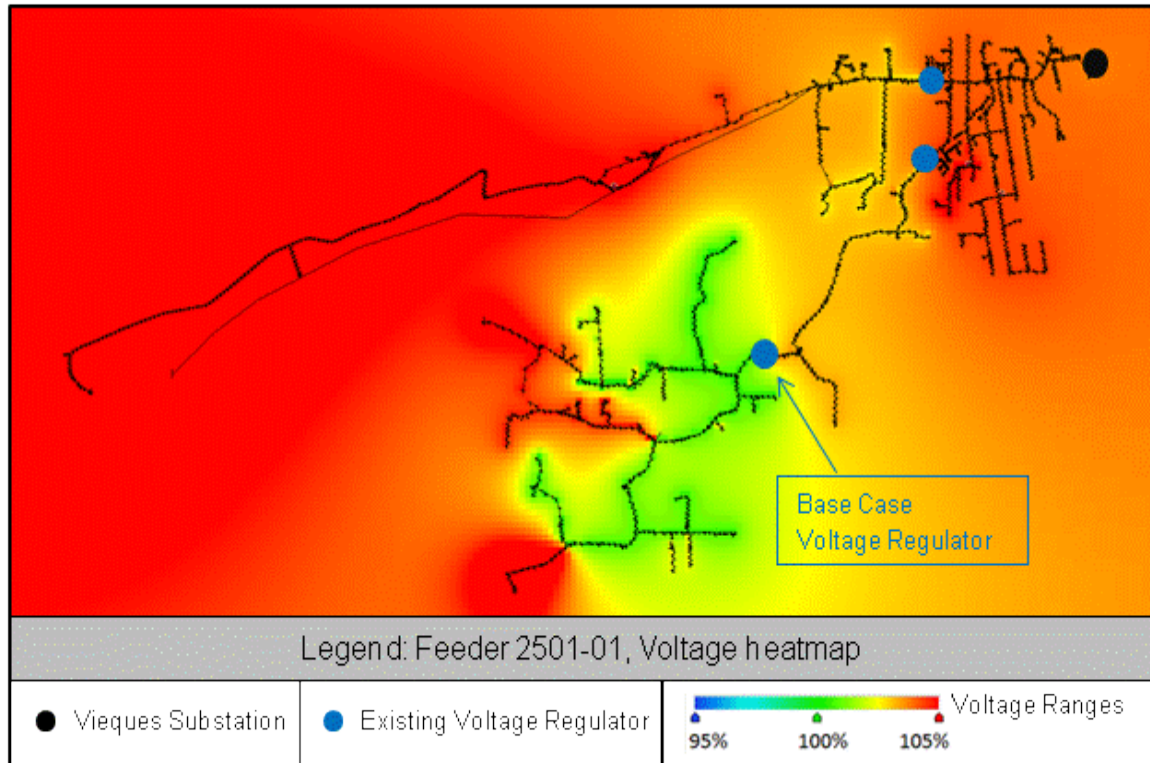 Base Case
Voltage Regulator
Legend: Feeder 2501-01, Voltage heatmap
Vieques Substation
Existing Voltage Regulator
Voltage Ranges
95%
100%
105%